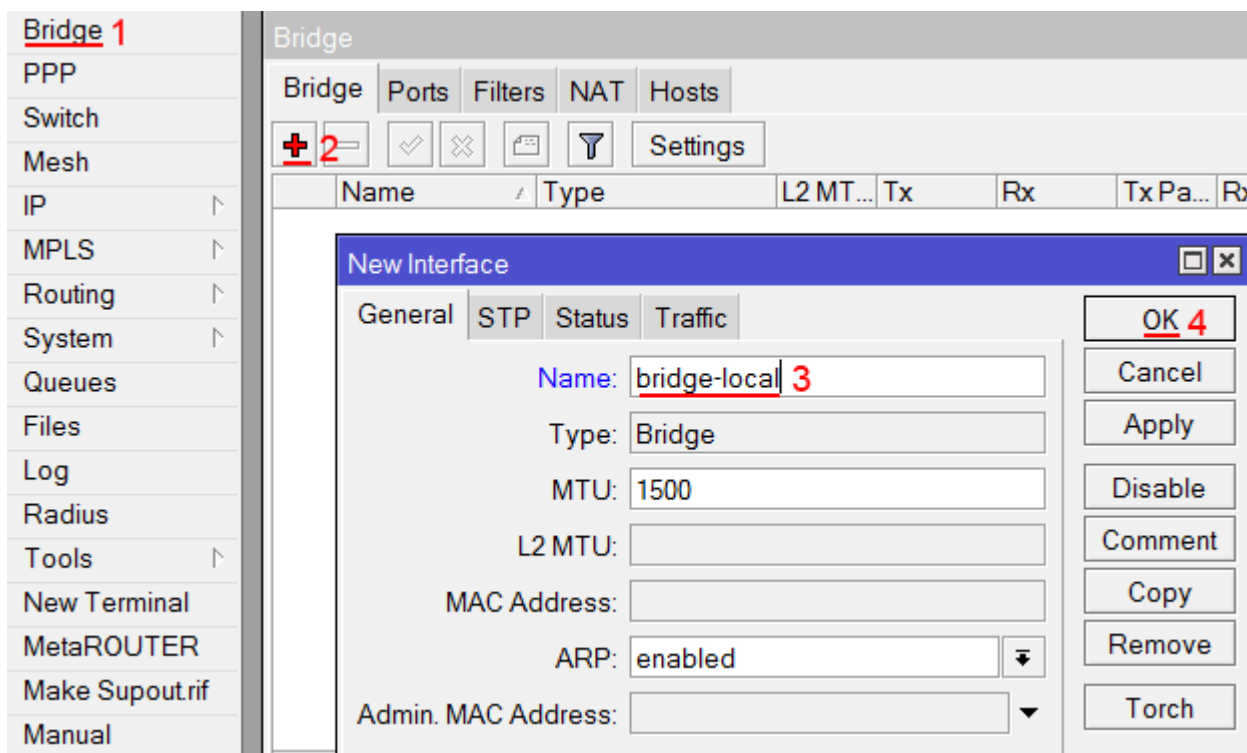 Bridge 1
PPP
Switch
Mesh
IP
MPLS
Routing
System
Queues
Files
Log
Radius
Tools
New Terminal
MetaROUTER
Make Supout.rif
Manual
Bridge
Bridge Ports Filters NAT Hosts
2 Settings
Name Type L2 MT... Tx Rx Tx Pa... Rx
New Interface
General STP Status Traffic
Name: bridge-local 3
Type: Bridge
MTU: 1500
L2 MTU:
MAC Address:
ARP: enabled
Admin. MAC Address:
OK 4
Cancel
Apply
Disable
Comment
Copy
Remove
Torch